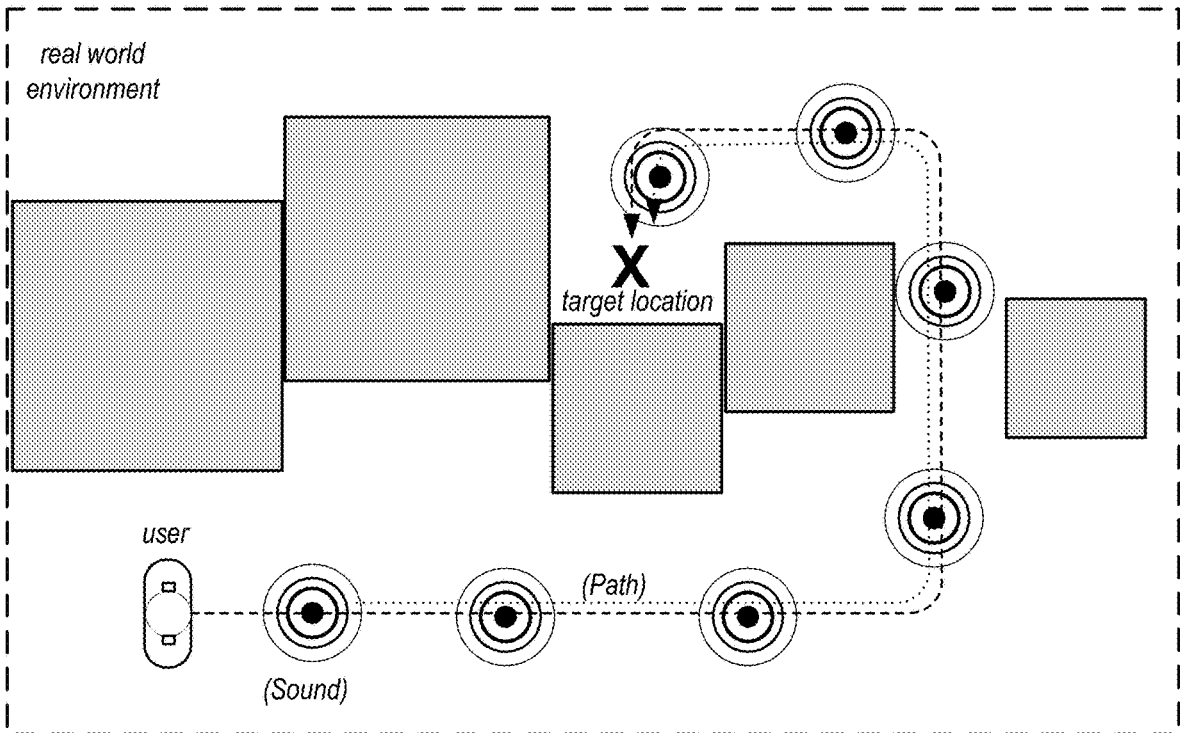 real world
environment
X
target location
user
(Path)
(Sound)